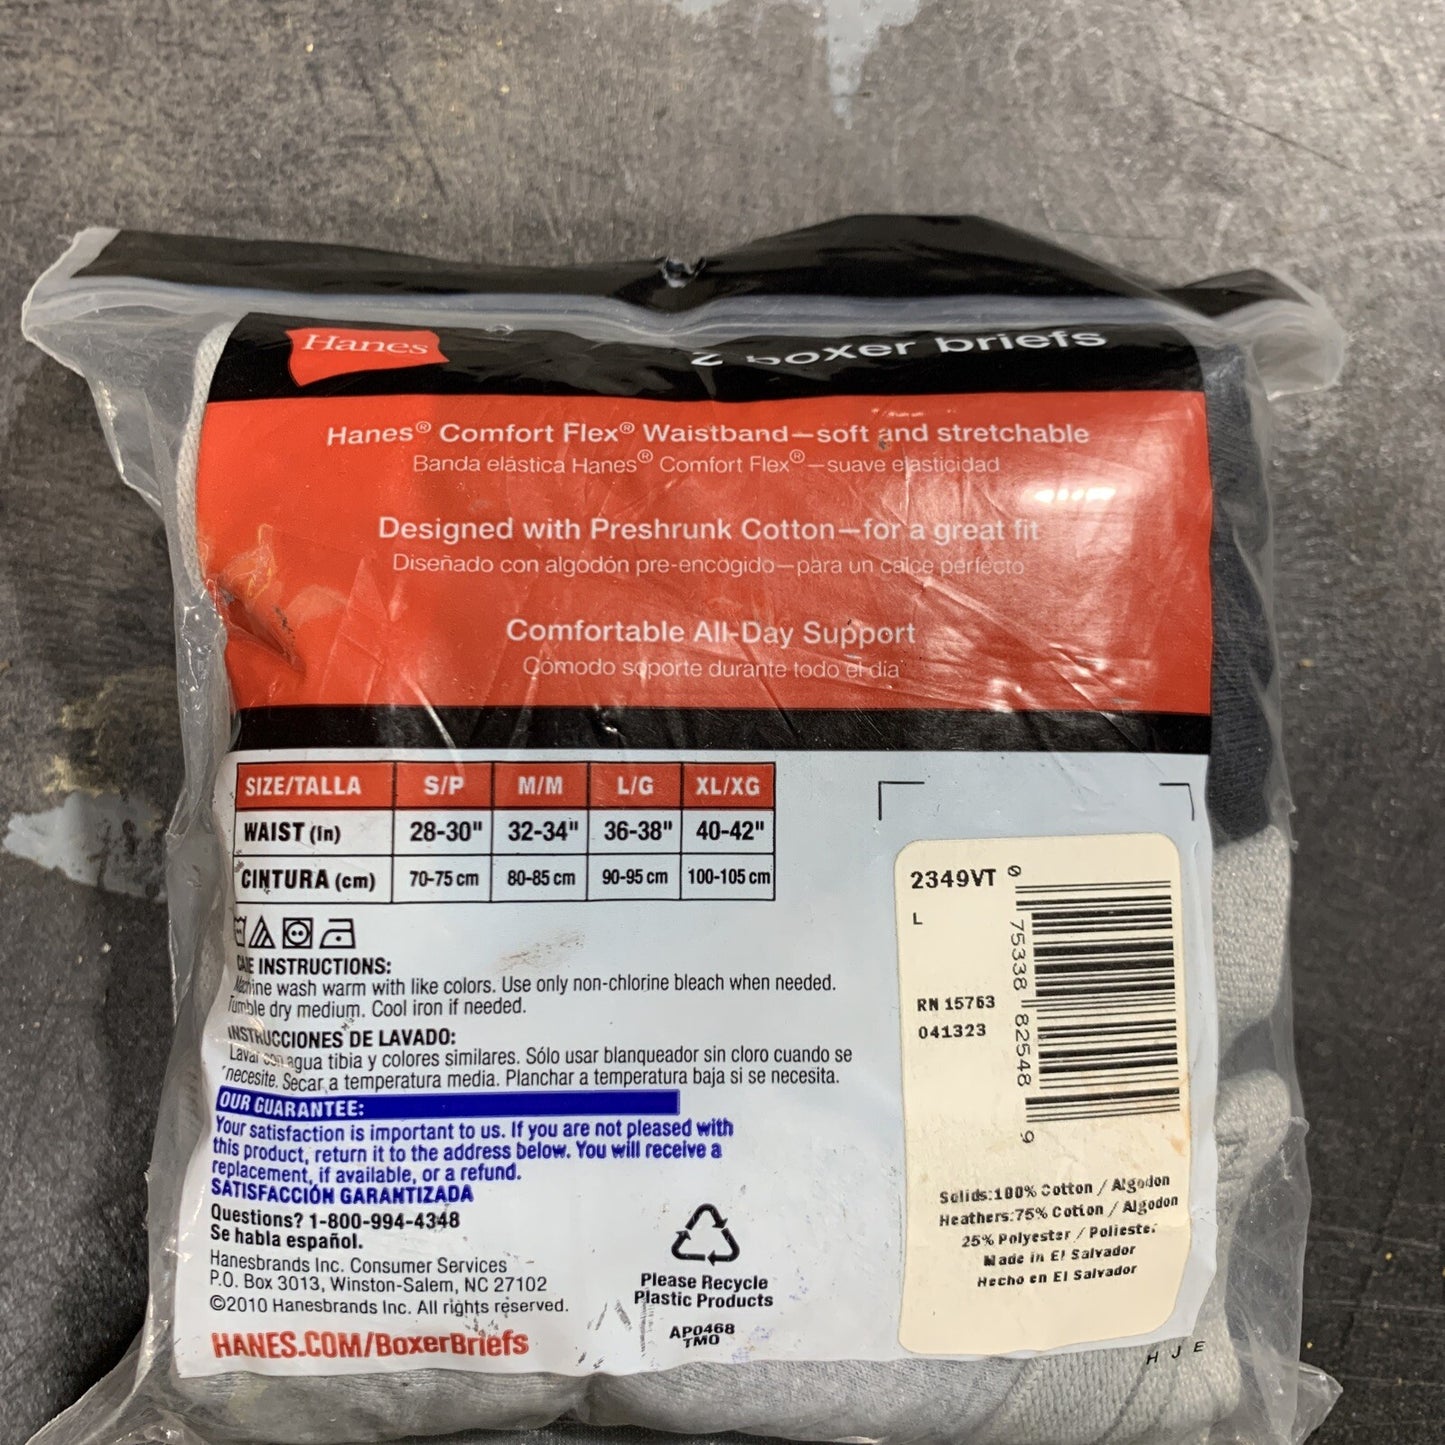 Hanes
2 boxer briefs
Hanes® Comfort Flex® Waistband—soft and stretchable
Banda elástica Hanes® Comfort Flex®—suave elasticidad
Designed with Preshrunk Cotton—for a great fit
Diseñado con algodón pre-encogido—para un calce perfecto
Comfortable All-Day Support
Cómodo soporte durante todo el día
SIZE/TALLA S/P M/M L/G XL/XG
WAIST (In) 28-30" 32-34" 36-38" 40-42"
CINTURA (cm) 70-75 cm 80-85 cm 90-95 cm 100-105 cm
CARE INSTRUCTIONS:
Machine wash warm with like colors. Use only non-chlorine bleach when needed.
Tumble dry medium. Cool iron if needed.
INSTRUCCIONES DE LAVADO:
Lavar con agua tibia y colores similares. Sólo usar blanqueador sin cloro cuando se
necesite. Secar a temperatura media. Planchar a temperatura baja si se necesita.
OUR GUARANTEE:
Your satisfaction is important to us. If you are not pleased with
this product, return it to the address below. You will receive a
replacement, if available, or a refund.
SATISFACCIÓN GARANTIZADA
Questions? 1-800-994-4348
Se habla español.
Hanesbrands Inc. Consumer Services
P.O. Box 3013, Winston-Salem, NC 27102
©2010 Hanesbrands Inc. All rights reserved.
HANES.COM/BoxerBriefs
Please Recycle
Plastic Products
AP0468
TMO
2349VT
L
RN 15763
041323
0 75338 82548 9
Solids:100% Cotton / Algodon
Heathers:75% Cotton / Algodon
25% Polyester / Poliester
Made in El Salvador
Hecho en El Salvador
H J E